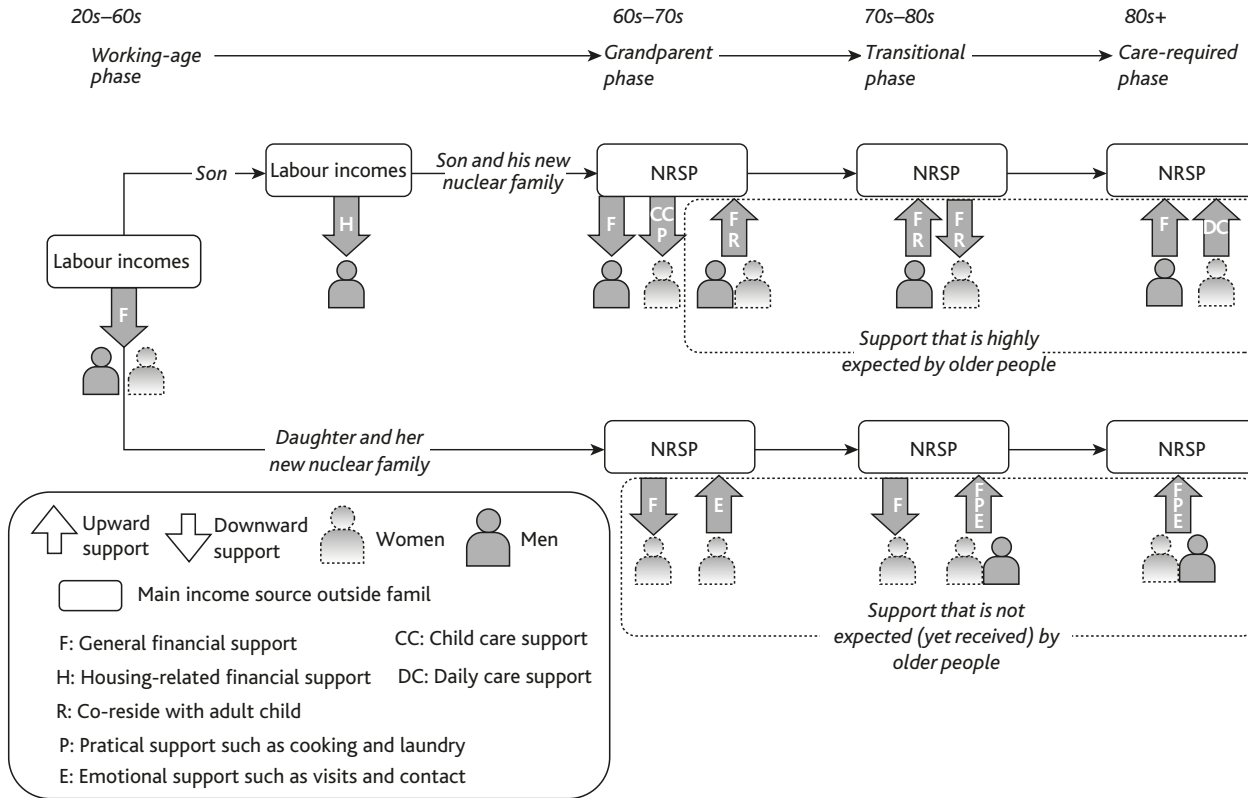 20s–60s
60s–70s
70s–80s
80s+
Working-age
phase
Grandparent
phase
Transitional
phase
Care-required
phase
Son
Labour incomes
Son and his new
nuclear family
NRSP
NRSP
NRSP
Labour incomes
H
F
CC
P
F
R
F
R
F
R
F
DC
F
Support that is highly
expected by older people
Daughter and her
new nuclear family
NRSP
NRSP
NRSP
F
E
F
F
P
E
F
P
E
Support that is not
expected (yet received) by
older people
Upward
support
Downward
support
Women
Men
Main income source outside famil
F: General financial support
CC: Child care support
H: Housing-related financial support
DC: Daily care support
R: Co-reside with adult child
P: Pratical support such as cooking and laundry
E: Emotional support such as visits and contact